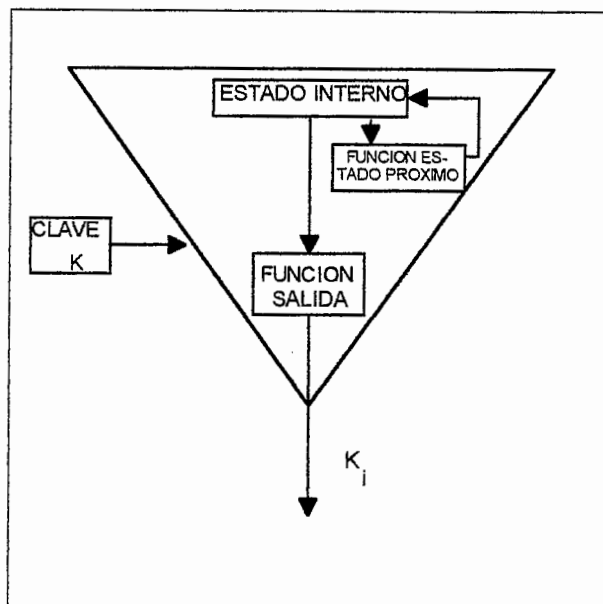 ESTADO INTERNO
FUNCION ES-
TADO PROXIMO
CLAVE
K
FUNCION
SALIDA
K j